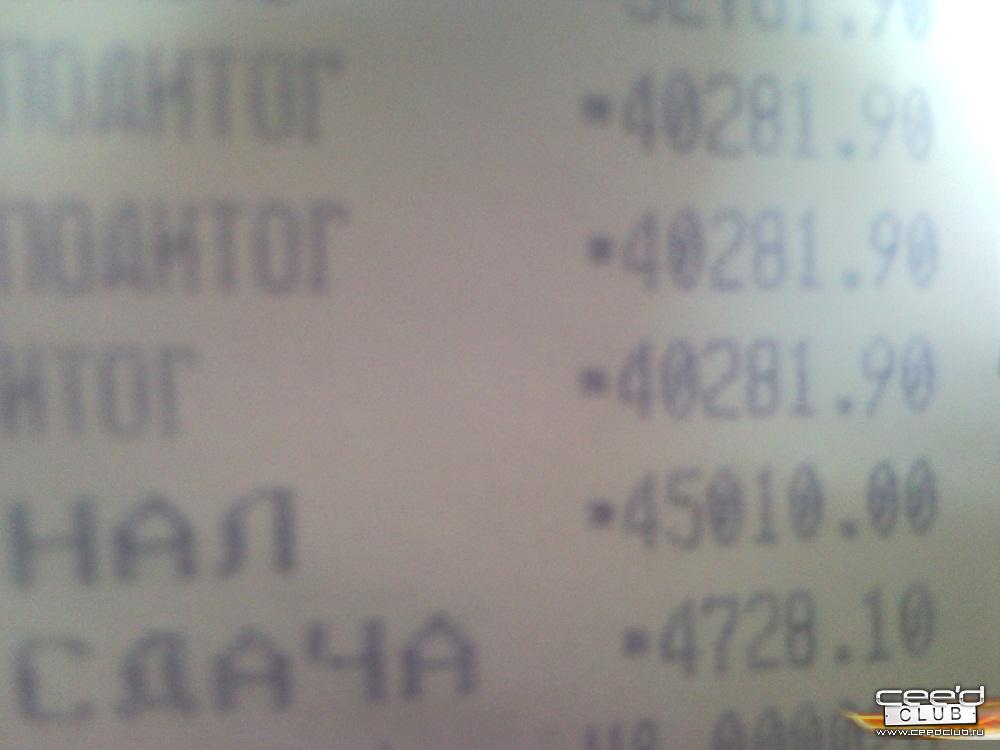 ПОДИТОГ *40281.90
ПОДИТОГ *40281.90
ИТОГ *40281.90
НАЛ *45010.00
СДАЧА *4728.10
cee'd
CLUB
www.ceedclub.ru